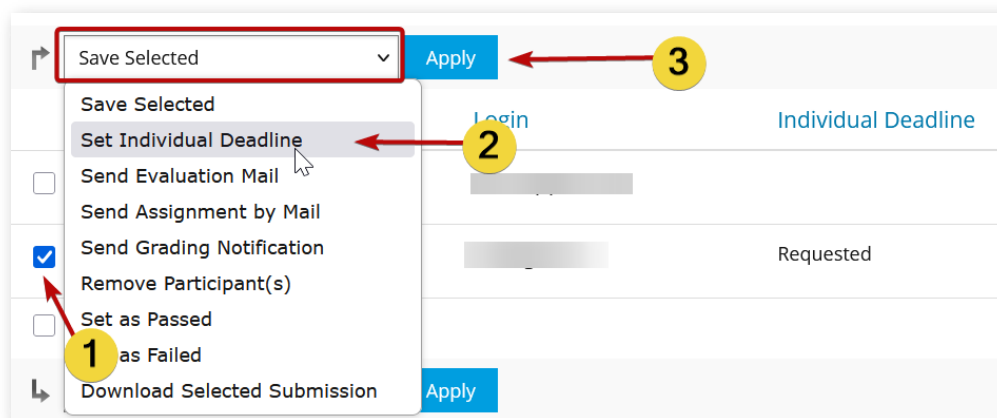 Save Selected
Apply
3
Save Selected
Login
Individual Deadline
Set Individual Deadline
2
Send Evaluation Mail
Send Assignment by Mail
Send Grading Notification
Requested
Remove Participant(s)
Set as Passed
1
as Failed
Download Selected Submission
Apply